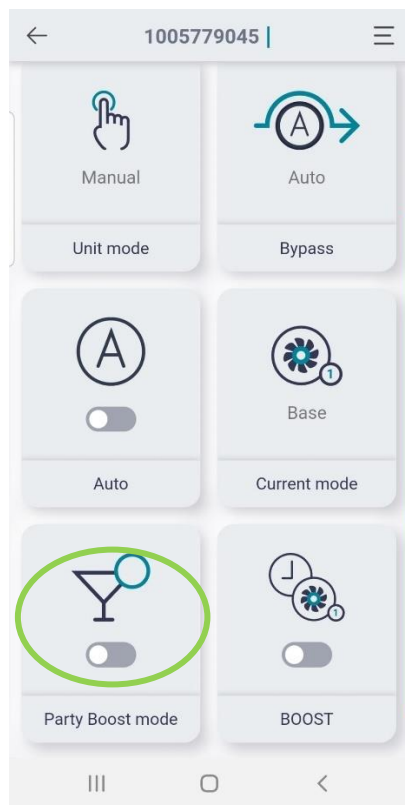 1005779045 |
Manual
Auto
Unit mode
Bypass
A
A
1
Base
Auto
Current mode
1
Party Boost mode
BOOST